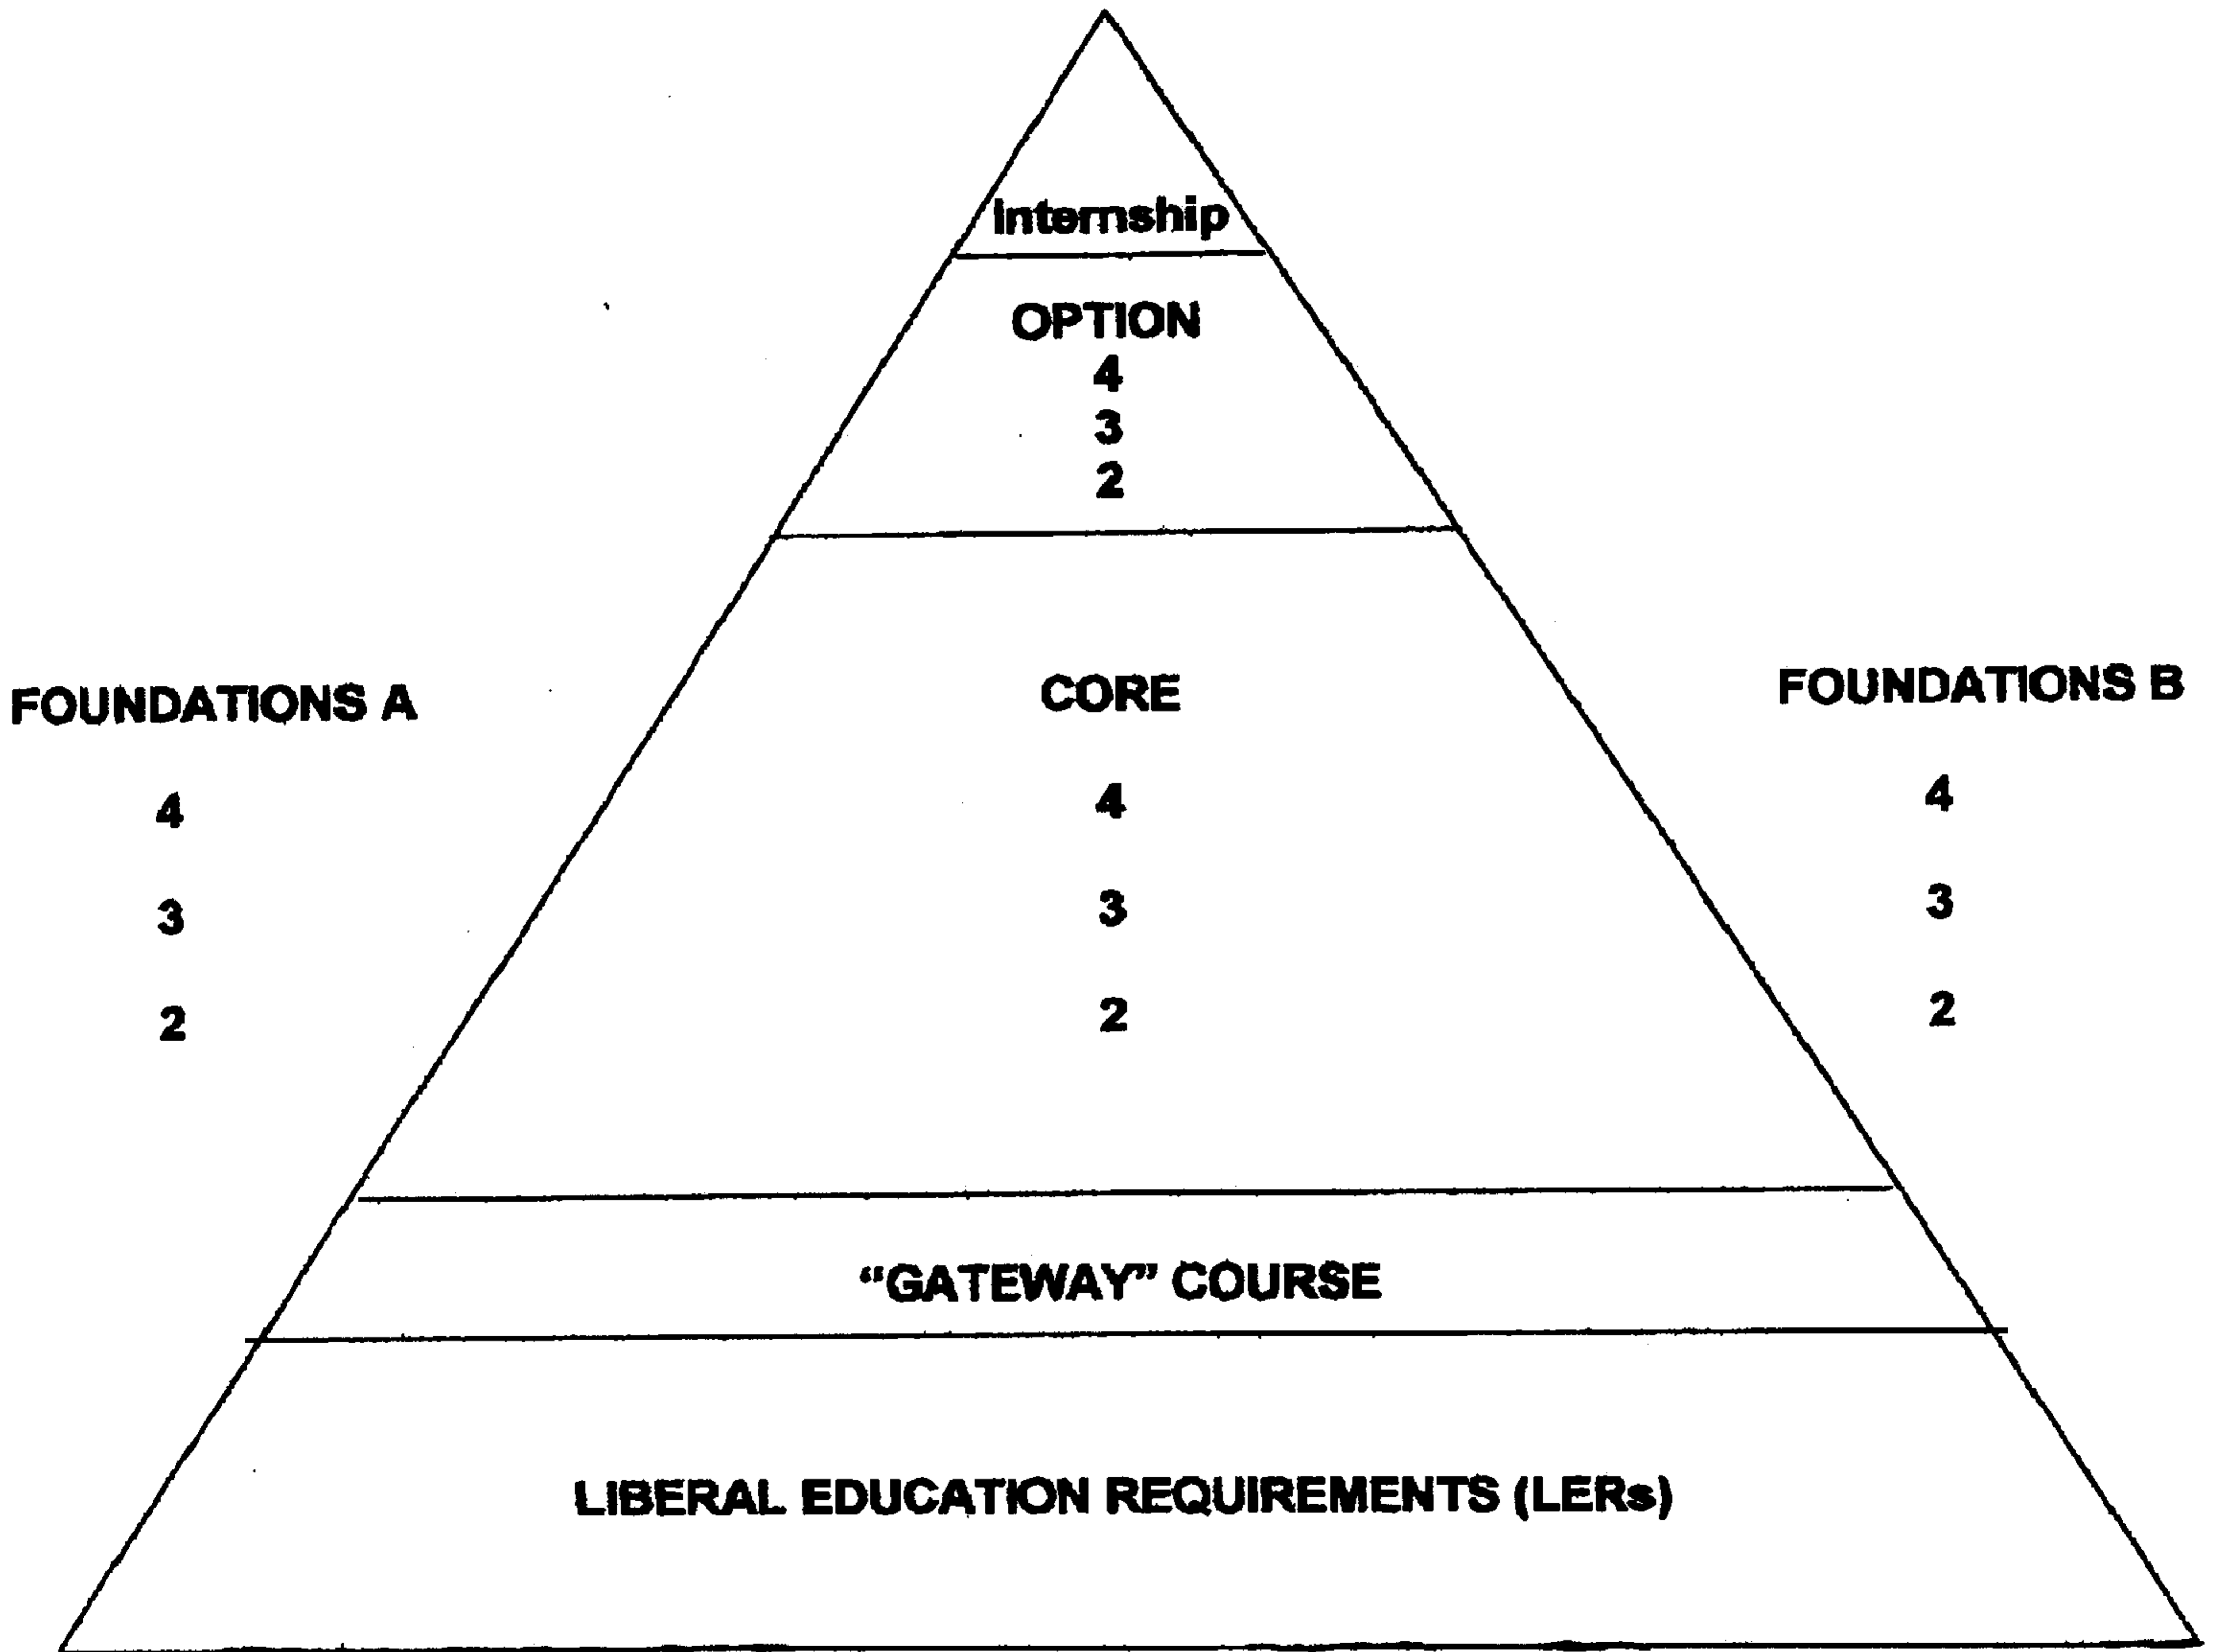 Internship
OPTION
4
3
2
FOUNDATIONS A
4
3
2
CORE
4
3
2
FOUNDATIONS B
4
3
2
“GATEWAY” COURSE
LIBERAL EDUCATION REQUIREMENTS (LERs)